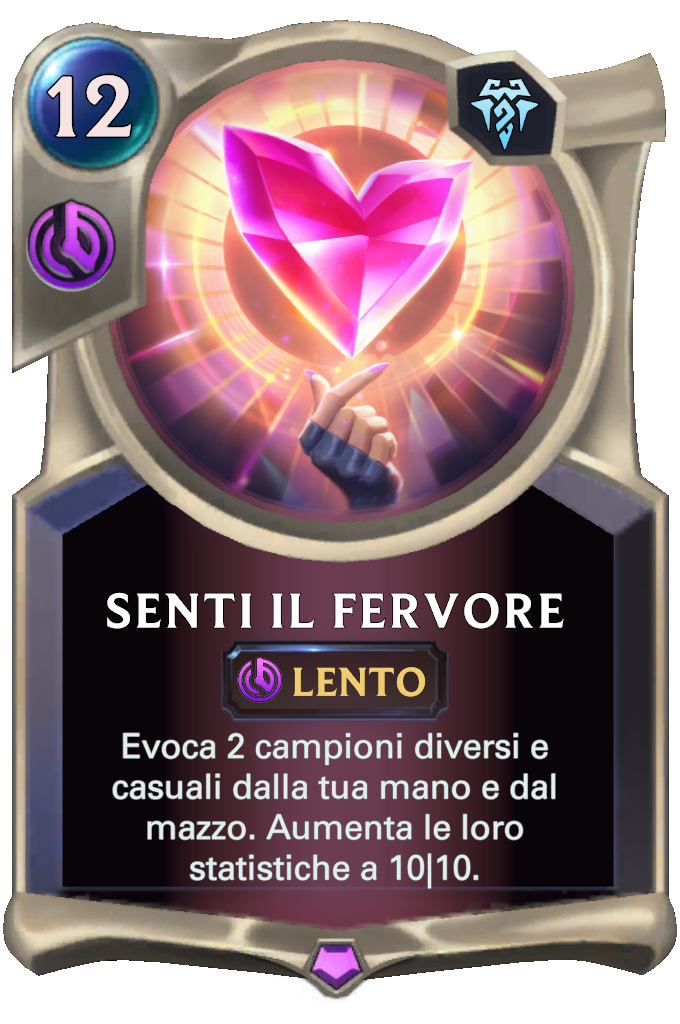 12
SENTI IL FERVORE
LENTO
Evoca 2 campioni diversi e
casuali dalla tua mano e dal
mazzo. Aumenta le loro
statistiche a 10|10.